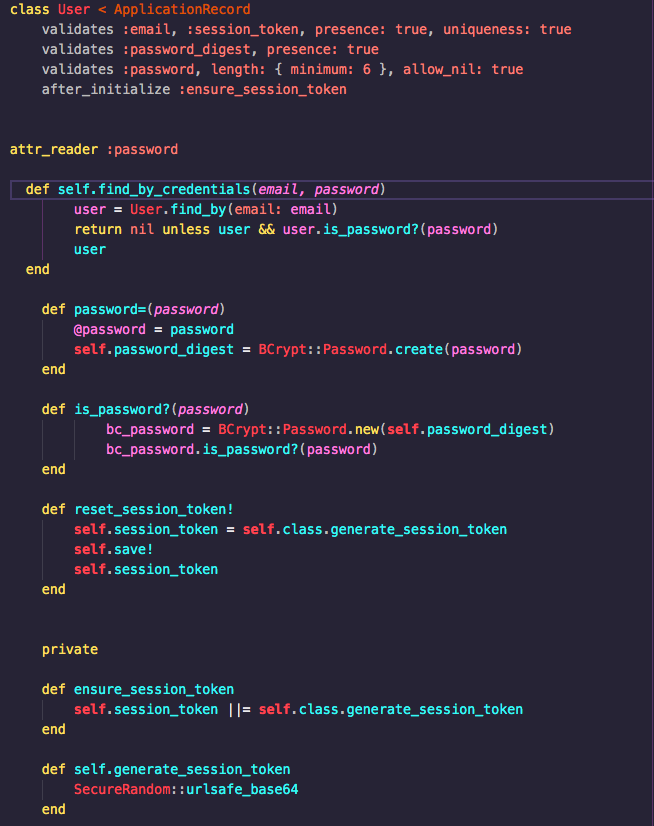 class User < ApplicationRecord
    validates :email, :session_token, presence: true, uniqueness: true
    validates :password_digest, presence: true
    validates :password, length: { minimum: 6 }, allow_nil: true
    after_initialize :ensure_session_token
attr_reader :password
  def self.find_by_credentials(email, password)
        user = User.find_by(email: email)
        return nil unless user && user.is_password?(password)
        user
  end
    def password=(password)
        @password = password
        self.password_digest = BCrypt::Password.create(password)
    end
    def is_password?(password)
            bc_password = BCrypt::Password.new(self.password_digest)
            bc_password.is_password?(password)
    end
    def reset_session_token!
        self.session_token = self.class.generate_session_token
        self.save!
        self.session_token
    end
    private
    def ensure_session_token
        self.session_token ||= self.class.generate_session_token
    end
    def self.generate_session_token
        SecureRandom::urlsafe_base64
    end